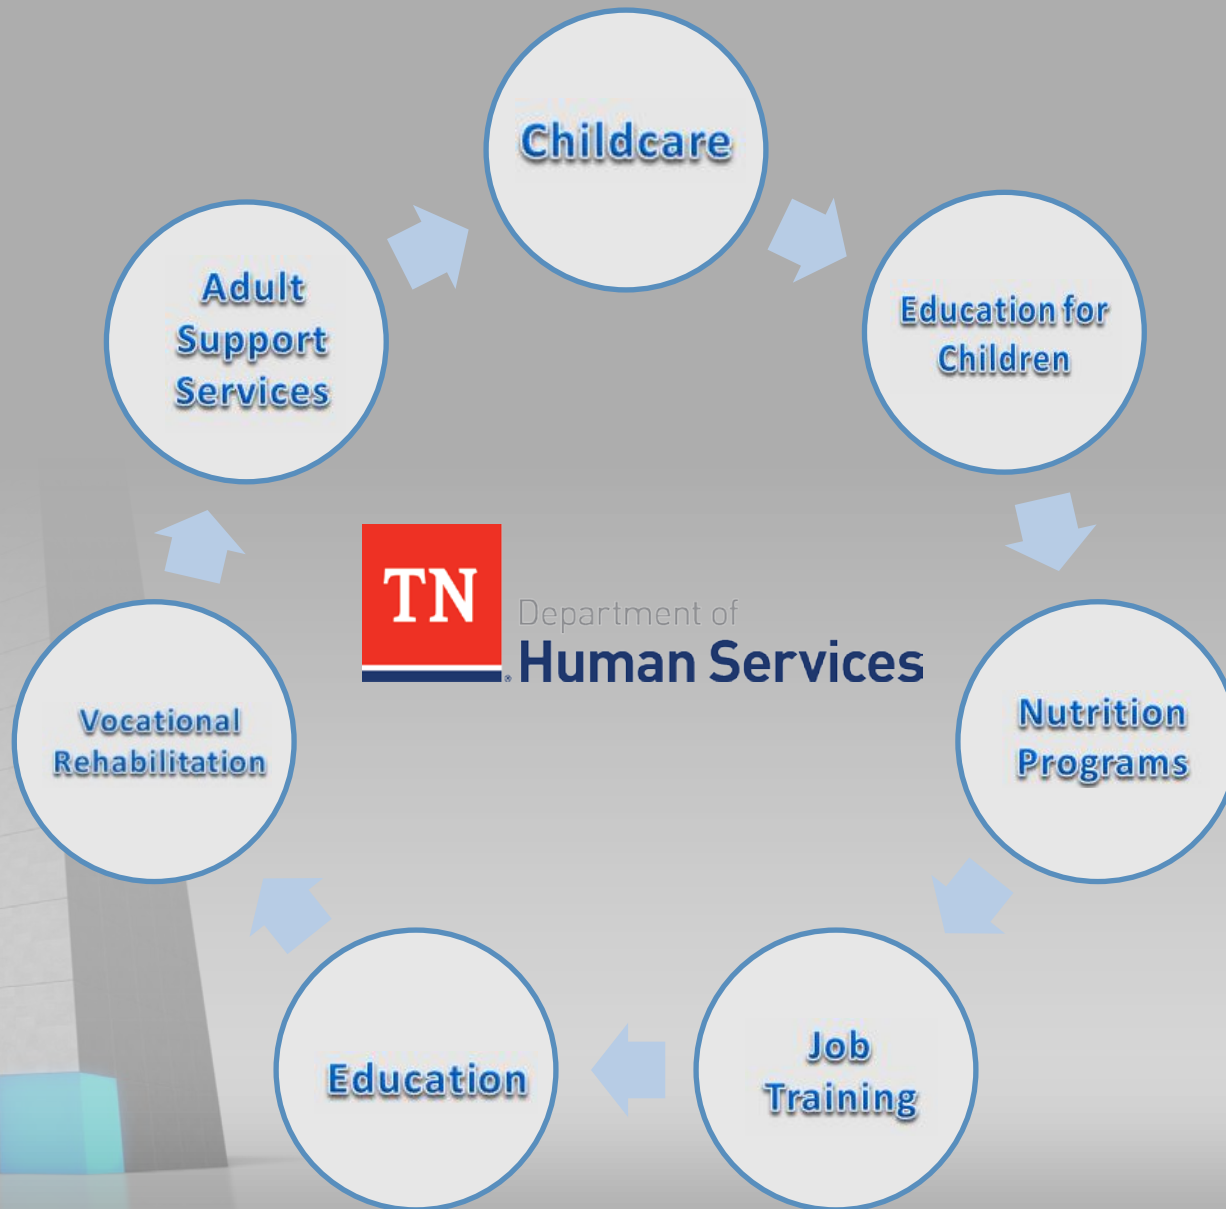 Childcare
Education for
Children
Nutrition
Programs
Job
Training
Education
Vocational
Rehabilitation
Adult
Support
Services
TN
Department of
Human Services